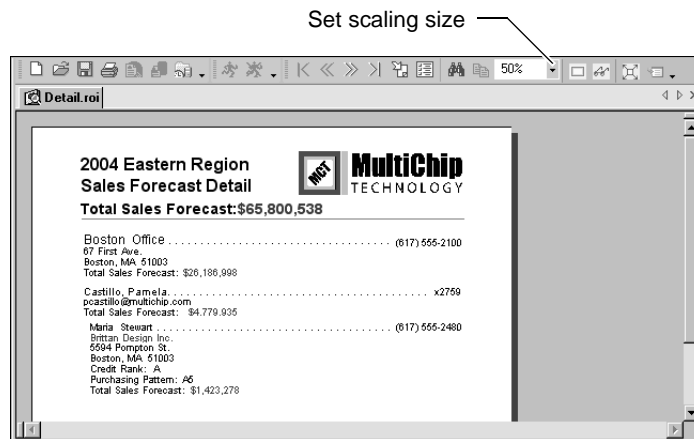 Set scaling size
50%
Detail.roi
2004 Eastern Region
Sales Forecast Detail
MCT
MultiChip
TECHNOLOGY
Total Sales Forecast:$65,800,538
Boston Office . . . . . . . . . . . . . . . . . . . . . . . . . . . . . . . . . . . (617) 555-2100
67 First Ave.
Boston, MA 51003
Total Sales Forecast: $26,186,998
Castillo, Pamela. . . . . . . . . . . . . . . . . . . . . . . . . . . . . . . . . . . . . . . . . x2759
pcastillo@multichip.com
Total Sales Forecast: $4.779.935
Maria Stewart . . . . . . . . . . . . . . . . . . . . . . . . . . . . . . . . . . . . (617) 555-2480
Brittan Design Inc.
5594 Pompton St.
Boston, MA 51003
Credit Rank: A
Purchasing Pattern: A5
Total Sales Forecast: $1,423,278